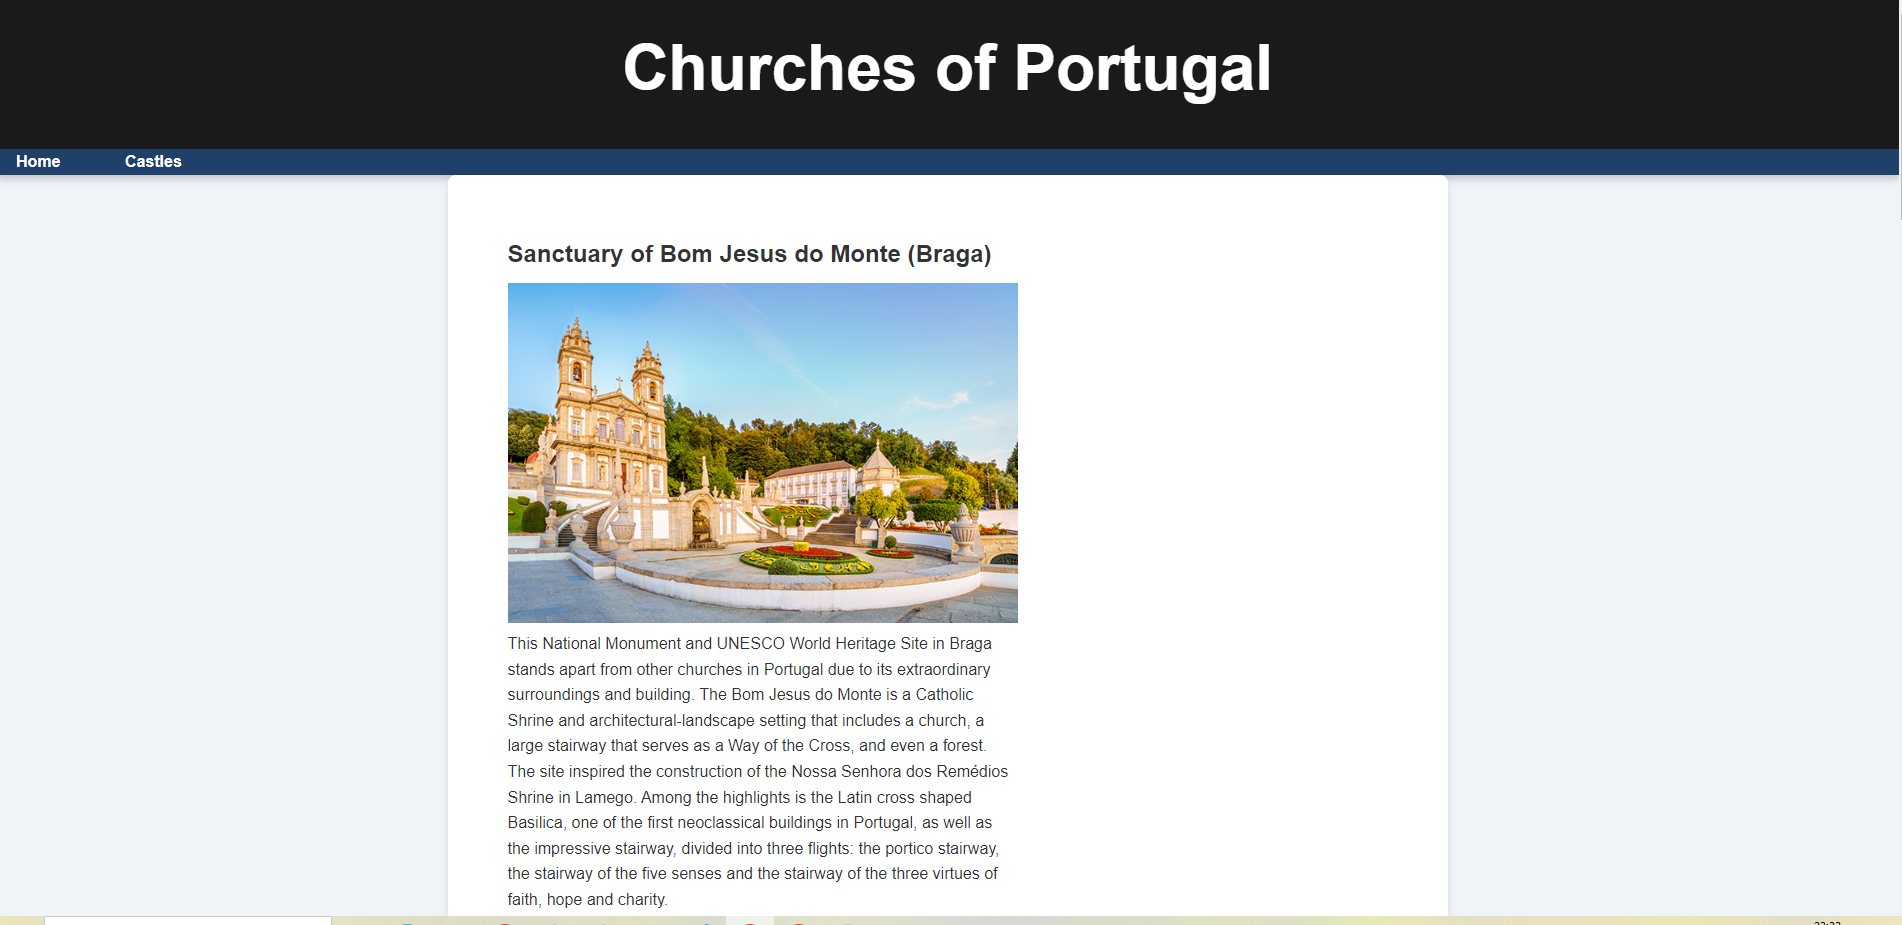 Churches of Portugal
Home Castles
Sanctuary of Bom Jesus do Monte (Braga)
This National Monument and UNESCO World Heritage Site in Braga
stands apart from other churches in Portugal due to its extraordinary
surroundings and building. The Bom Jesus do Monte is a Catholic
Shrine and architectural-landscape setting that includes a church, a
large stairway that serves as a Way of the Cross, and even a forest.
The site inspired the construction of the Nossa Senhora dos Remédios
Shrine in Lamego. Among the highlights is the Latin cross shaped
Basilica, one of the first neoclassical buildings in Portugal, as well as
the impressive stairway, divided into three flights: the portico stairway,
the stairway of the five senses and the stairway of the three virtues of
faith, hope and charity.